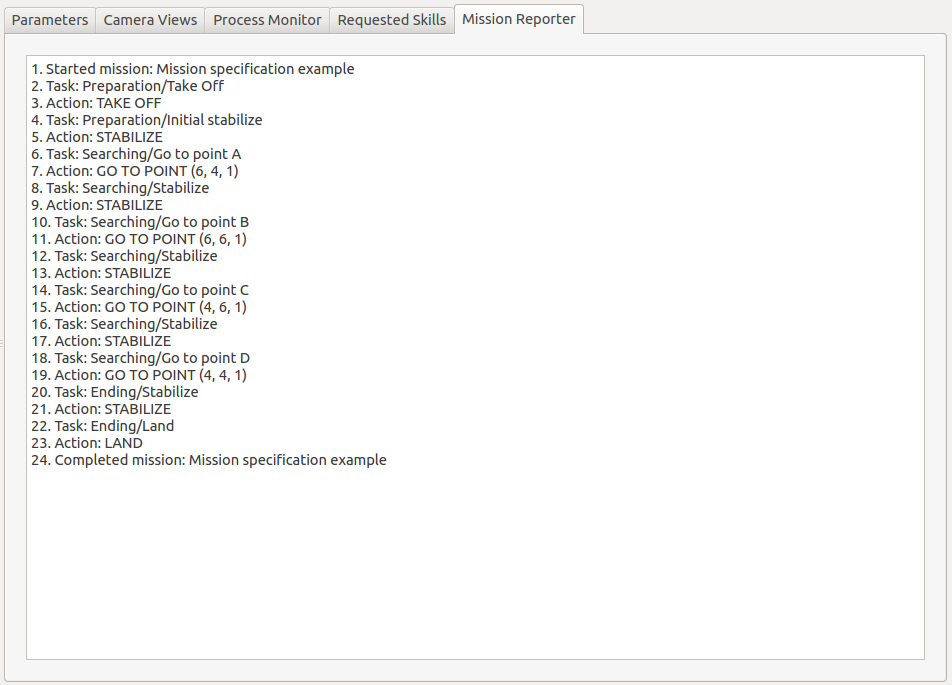 Parameters Camera Views Process Monitor Requested Skills Mission Reporter
1. Started mission: Mission specification example
2. Task: Preparation/Take Off
3. Action: TAKE OFF
4. Task: Preparation/Initial stabilize
5. Action: STABILIZE
6. Task: Searching/Go to point A
7. Action: GO TO POINT (6, 4, 1)
8. Task: Searching/Stabilize
9. Action: STABILIZE
10. Task: Searching/Go to point B
11. Action: GO TO POINT (6, 6, 1)
12. Task: Searching/Stabilize
13. Action: STABILIZE
14. Task: Searching/Go to point C
15. Action: GO TO POINT (4, 6, 1)
16. Task: Searching/Stabilize
17. Action: STABILIZE
18. Task: Searching/Go to point D
19. Action: GO TO POINT (4, 4, 1)
20. Task: Ending/Stabilize
21. Action: STABILIZE
22. Task: Ending/Land
23. Action: LAND
24. Completed mission: Mission specification example